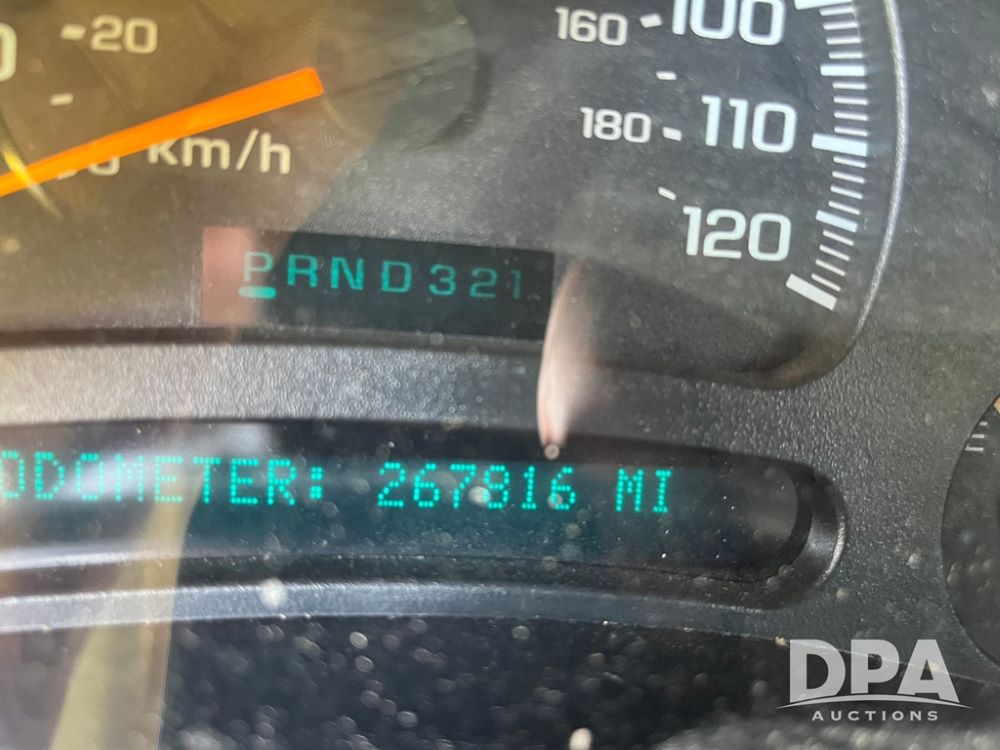 20
km/h
160
100
180
110
120
PRND321
ODOMETER: 267816 MI
DPA
AUCTIONS